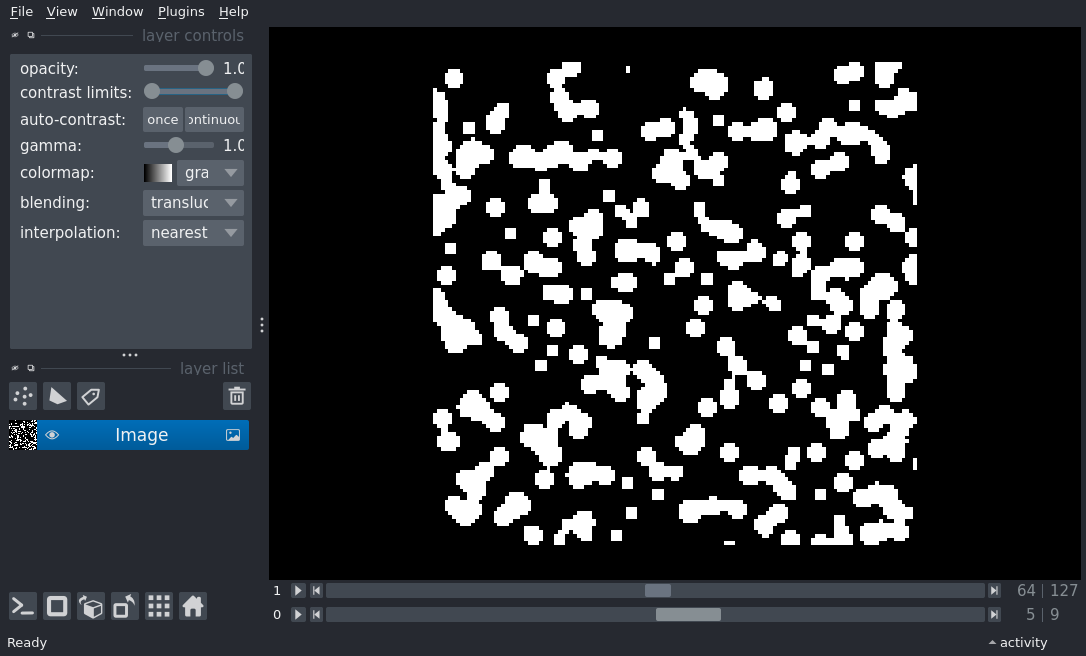 File View Window Plugins Help
layer controls
opacity: 1.0
contrast limits:
auto-contrast: once ontinuou
gamma: 1.0
colormap: gra
blending: transluc
interpolation: nearest
layer list
Image
1 64 | 127
0 5 | 9
Ready activity